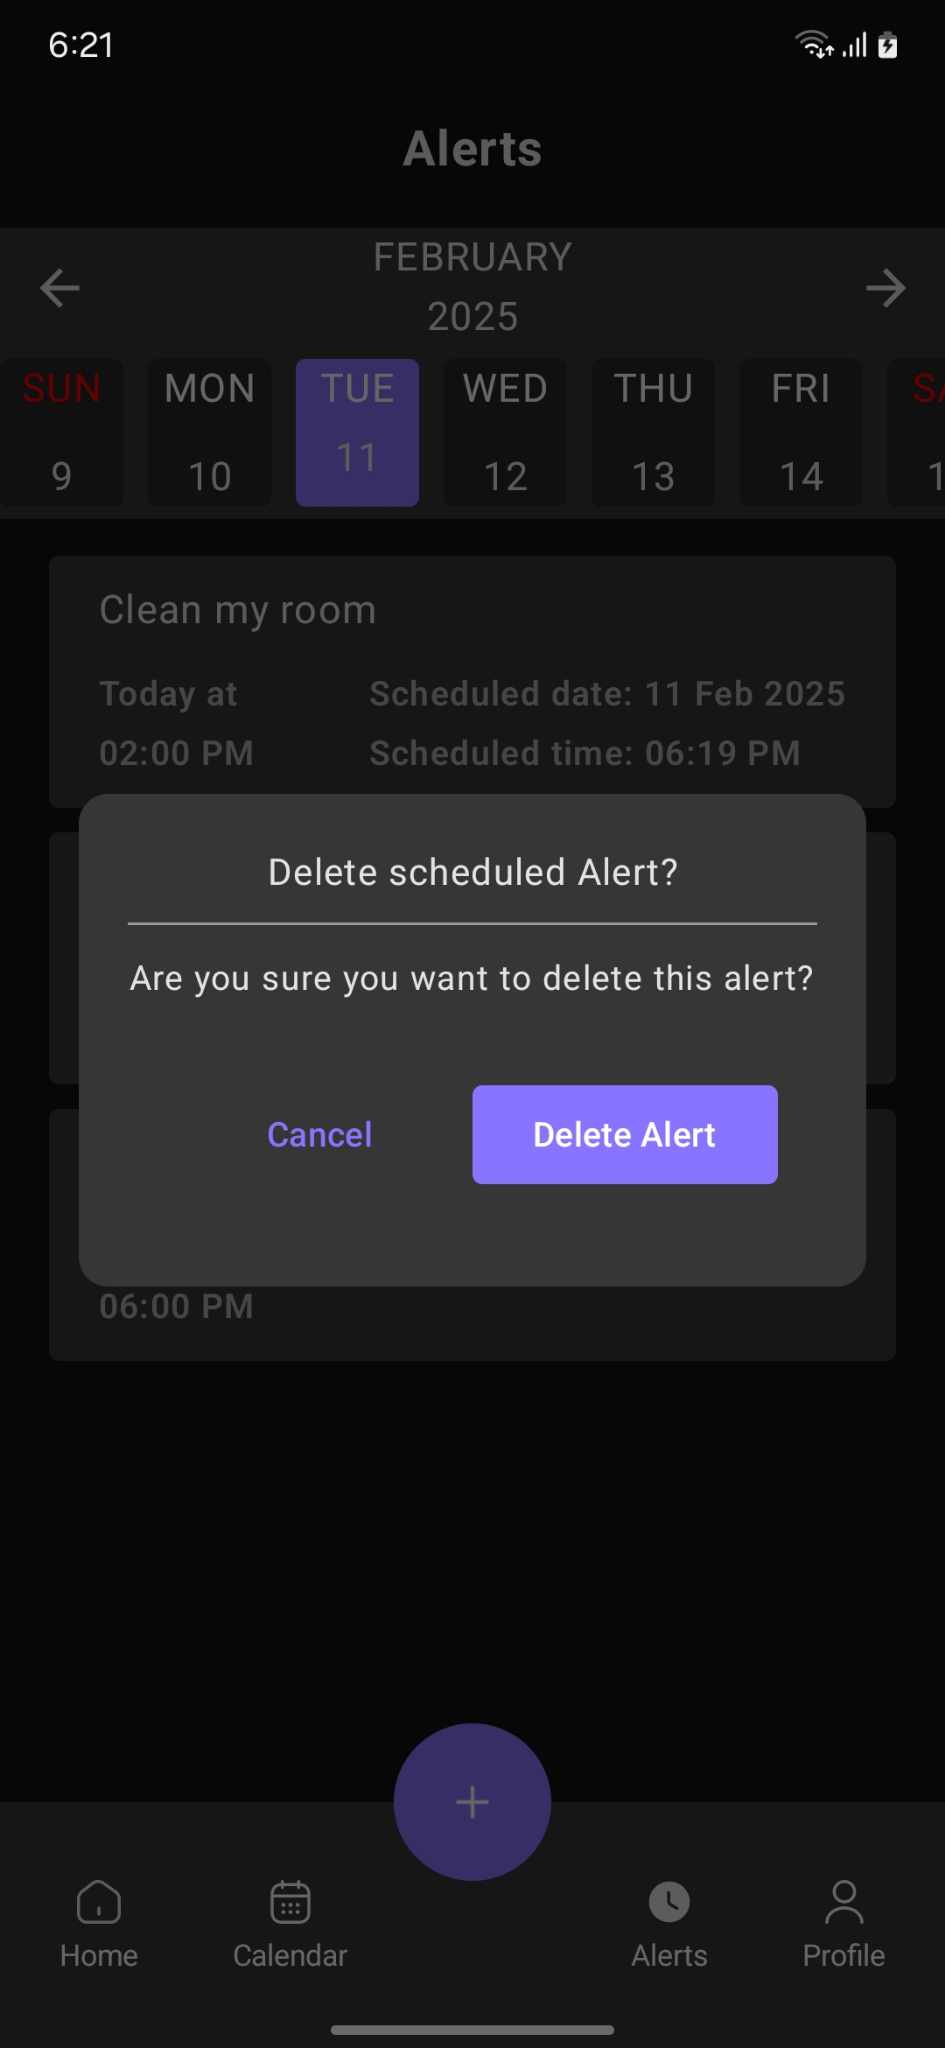 6:21
Alerts
FEBRUARY
2025
SUN MON TUE WED THU FRI SA
9 10 11 12 13 14 1
Clean my room
Today at Scheduled date: 11 Feb 2025
02:00 PM Scheduled time: 06:19 PM
Delete scheduled Alert?
Are you sure you want to delete this alert?
Cancel Delete Alert
06:00 PM
Home Calendar Alerts Profile